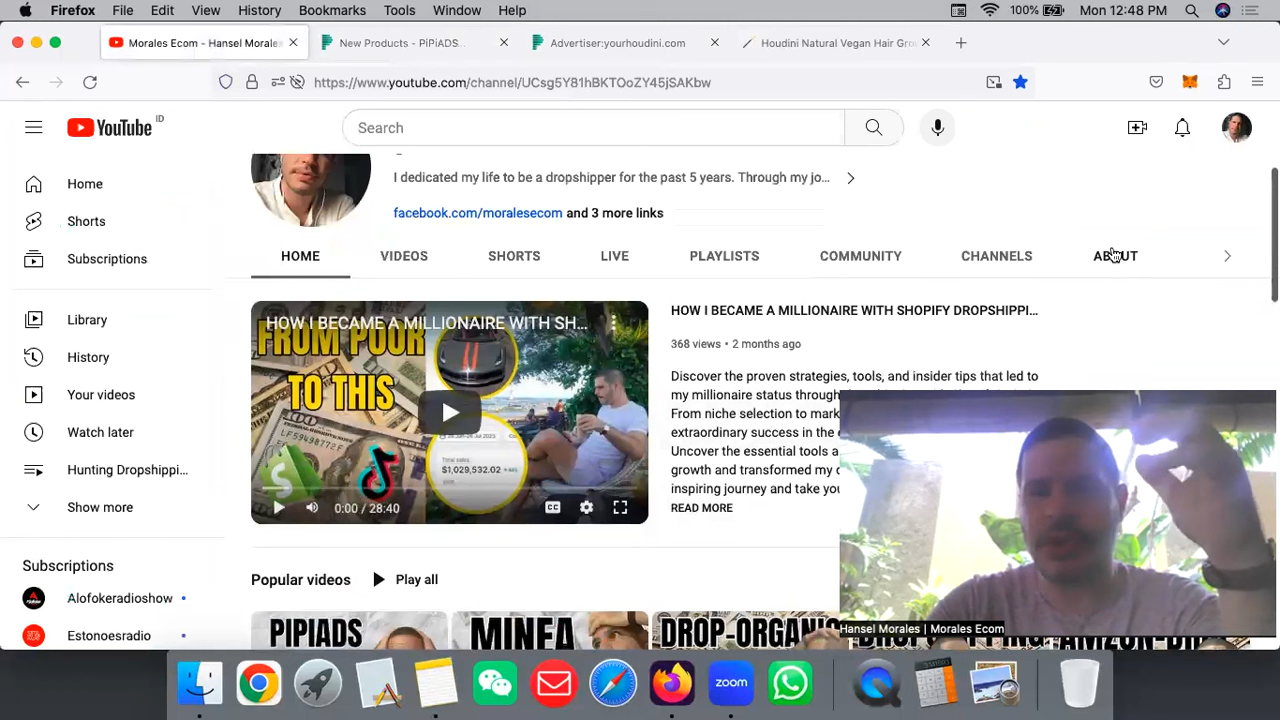 Firefox File Edit View History Bookmarks Tools Window Help 100% Mon 12:48 PM
Morales Ecom - Hansel Morale New Products - PiPiADS... Advertiser:yourhoudini.com Houdini Natural Vegan Hair Gro
https://www.youtube.com/channel/UCsg5Y81hBKTOoZY45jSAKbw
YouTube ID Search
Home
Shorts
Subscriptions
Library
History
Your videos
Watch later
Hunting Dropshippi...
Show more
Subscriptions
Alofokeradioshow
Estonoesradio
I dedicated my life to be a dropshipper for the past 5 years. Through my jo...
facebook.com/moralesecom and 3 more links
HOME VIDEOS SHORTS LIVE PLAYLISTS COMMUNITY CHANNELS ABOUT
HOW I BECAME A MILLIONAIRE WITH SH...
FROM POOR
TO THIS
Total sales
$1,029,532.02
0:00 / 28:40
HOW I BECAME A MILLIONAIRE WITH SHOPIFY DROPSHIPPI...
368 views • 2 months ago
Discover the proven strategies, tools, and insider tips that led to
my millionaire status through
From niche selection to mark
extraordinary success in the
Uncover the essential tools a
growth and transformed my
inspiring journey and take you
READ MORE
Popular videos Play all
PIPIADS
MINEA
DROP-ORGANIC
Hansel Morales | Morales Ecom
zoom